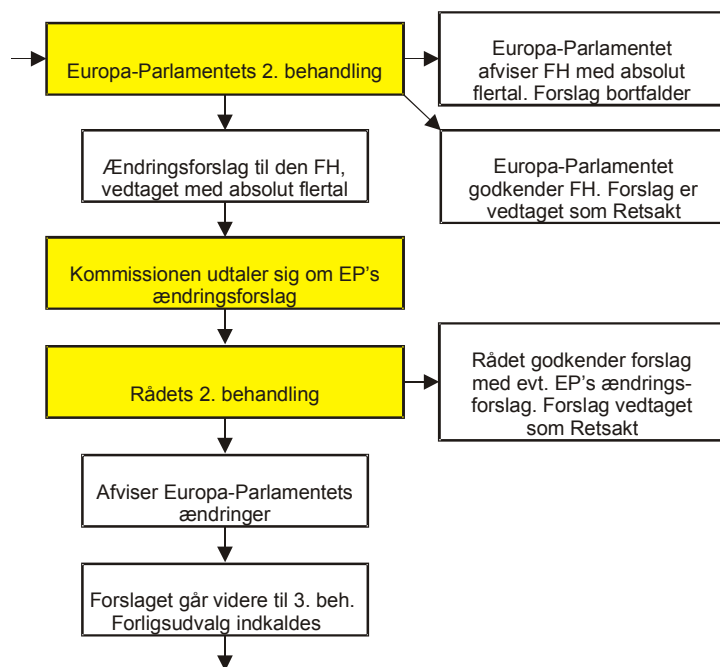 Europa-Parlamentets 2. behandling
Europa-Parlamentet
afviser FH med absolut
flertal. Forslag bortfalder
Ændringsforslag til den FH,
vedtaget med absolut flertal
Europa-Parlamentet
godkender FH. Forslag er
vedtaget som Retsakt
Kommissionen udtaler sig om EP's
ændringsforslag
Rådets 2. behandling
Rådet godkender forslag
med evt. EP's ændrings-
forslag. Forslag vedtaget
som Retsakt
Afviser Europa-Parlamentets
ændringer
Forslaget går videre til 3. beh.
Forligsudvalg indkaldes